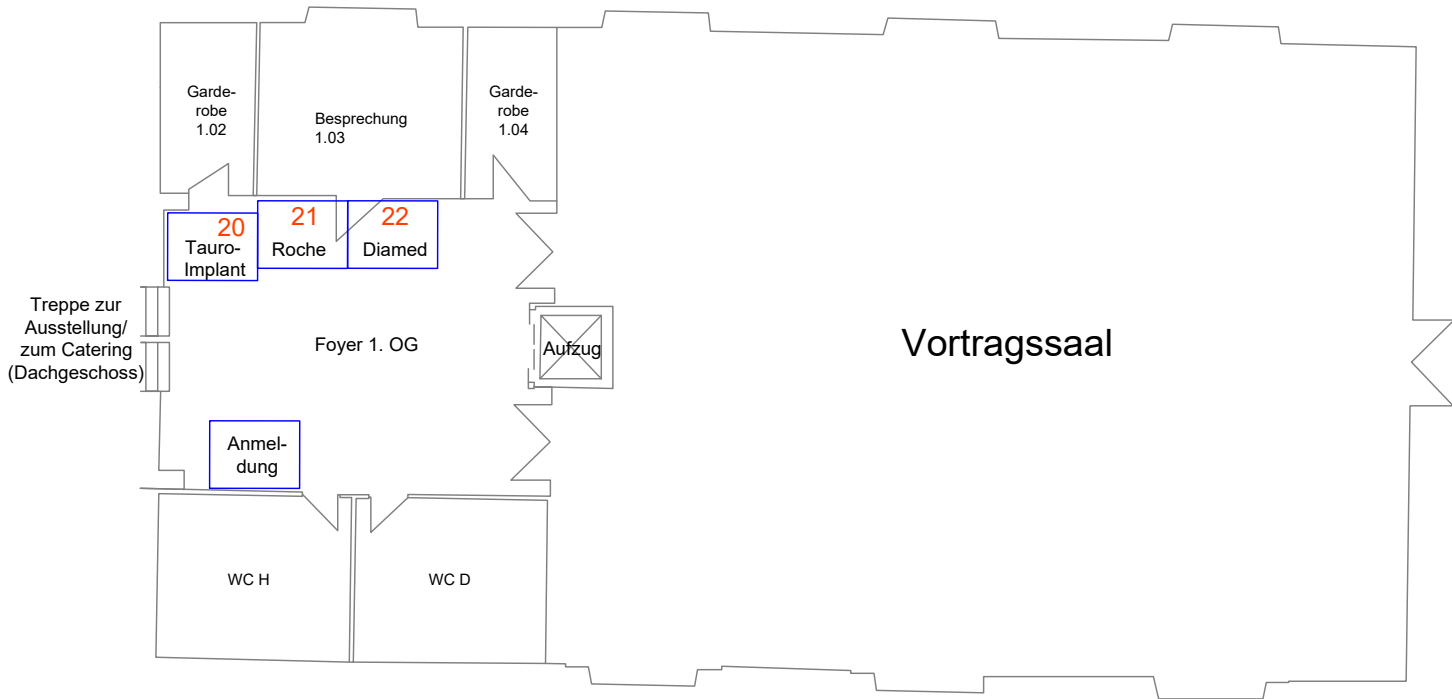 Garde-
robe
1.02
Besprechung
1.03
Garde-
robe
1.04
20
Tauro-
Implant
21
Roche
22
Diamed
Treppe zur
Ausstellung/
zum Catering
(Dachgeschoss)
Foyer 1. OG
Aufzug
Vortragssaal
Anmel-
dung
WC H
WC D